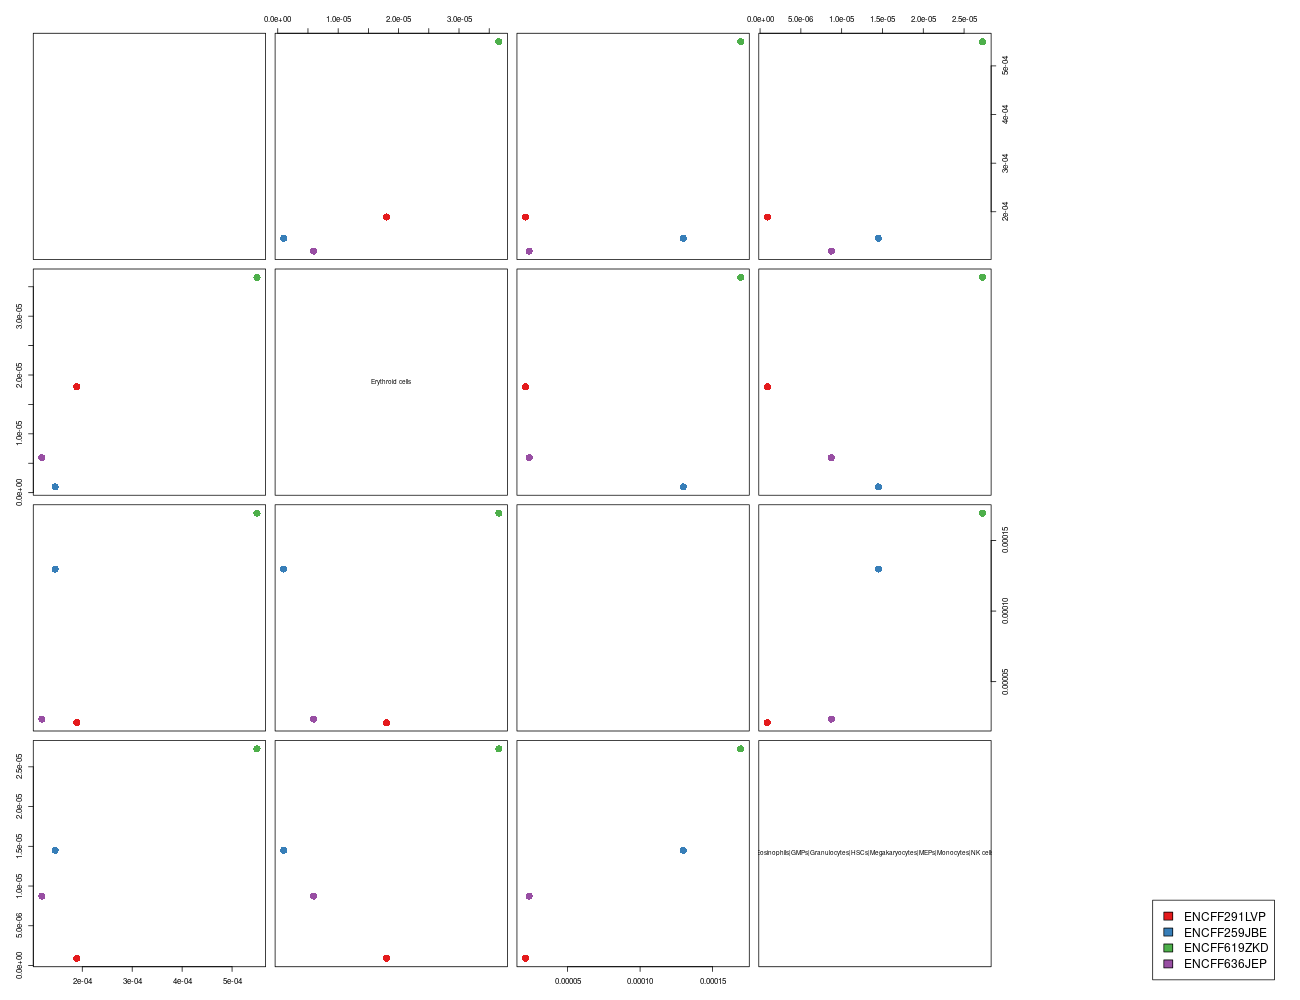 0.0e+00 1.0e-05 2.0e-05 3.0e-05
0.0e+00 5.0e-06 1.0e-05 1.5e-05 2.0e-05 2.5e-05
2e-04 3e-04 4e-04 5e-04
0.0e+00 1.0e-05 2.0e-05 3.0e-05
Erythroid cells
0.00005 0.00010 0.00015
0.0e+00 5.0e-06 1.0e-05 1.5e-05 2.0e-05 2.5e-05
Eosinophils|GMPs|Granulocytes|HSCs|Megakaryocytes|MEPs|Monocytes|NK cell
2e-04 3e-04 4e-04 5e-04
0.00005 0.00010 0.00015
ENCFF291LVP
ENCFF259JBE
ENCFF619ZKD
ENCFF636JEP